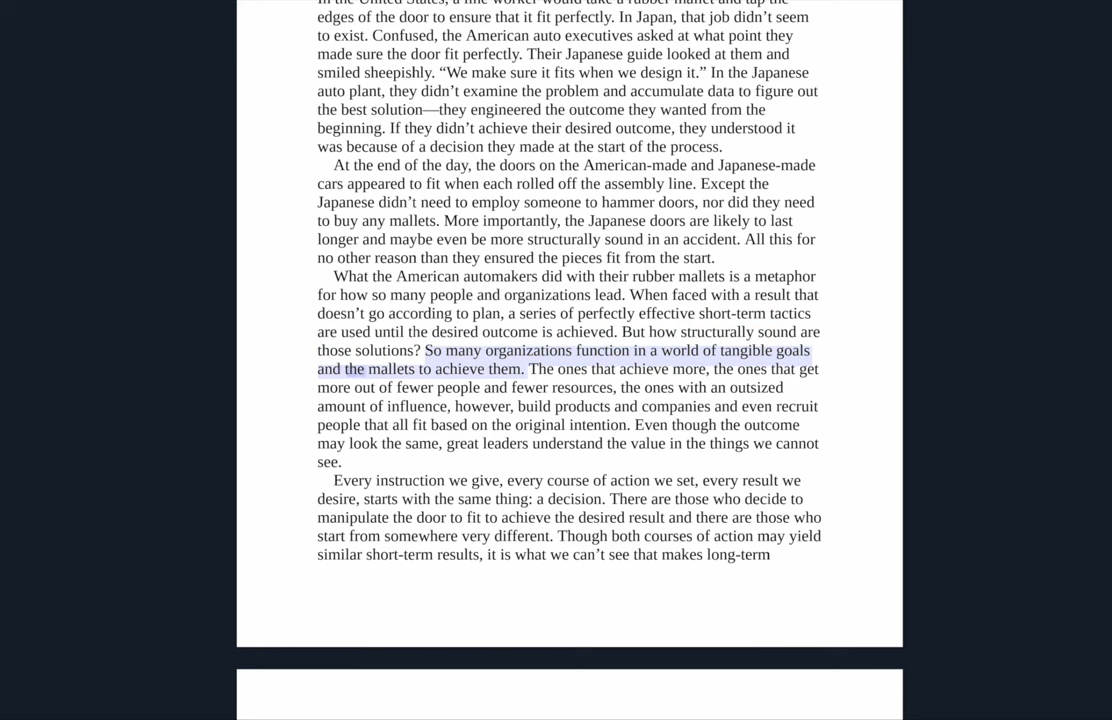 In the United States, a line worker would take a rubber mallet and tap the
edges of the door to ensure that it fit perfectly. In Japan, that job didn’t seem
to exist. Confused, the American auto executives asked at what point they
made sure the door fit perfectly. Their Japanese guide looked at them and
smiled sheepishly. “We make sure it fits when we design it.” In the Japanese
auto plant, they didn’t examine the problem and accumulate data to figure out
the best solution—they engineered the outcome they wanted from the
beginning. If they didn’t achieve their desired outcome, they understood it
was because of a decision they made at the start of the process.
At the end of the day, the doors on the American-made and Japanese-made
cars appeared to fit when each rolled off the assembly line. Except the
Japanese didn’t need to employ someone to hammer doors, nor did they need
to buy any mallets. More importantly, the Japanese doors are likely to last
longer and maybe even be more structurally sound in an accident. All this for
no other reason than they ensured the pieces fit from the start.
What the American automakers did with their rubber mallets is a metaphor
for how so many people and organizations lead. When faced with a result that
doesn’t go according to plan, a series of perfectly effective short-term tactics
are used until the desired outcome is achieved. But how structurally sound are
those solutions? So many organizations function in a world of tangible goals
and the mallets to achieve them. The ones that achieve more, the ones that get
more out of fewer people and fewer resources, the ones with an outsized
amount of influence, however, build products and companies and even recruit
people that all fit based on the original intention. Even though the outcome
may look the same, great leaders understand the value in the things we cannot
see.
Every instruction we give, every course of action we set, every result we
desire, starts with the same thing: a decision. There are those who decide to
manipulate the door to fit to achieve the desired result and there are those who
start from somewhere very different. Though both courses of action may yield
similar short-term results, it is what we can’t see that makes long-term